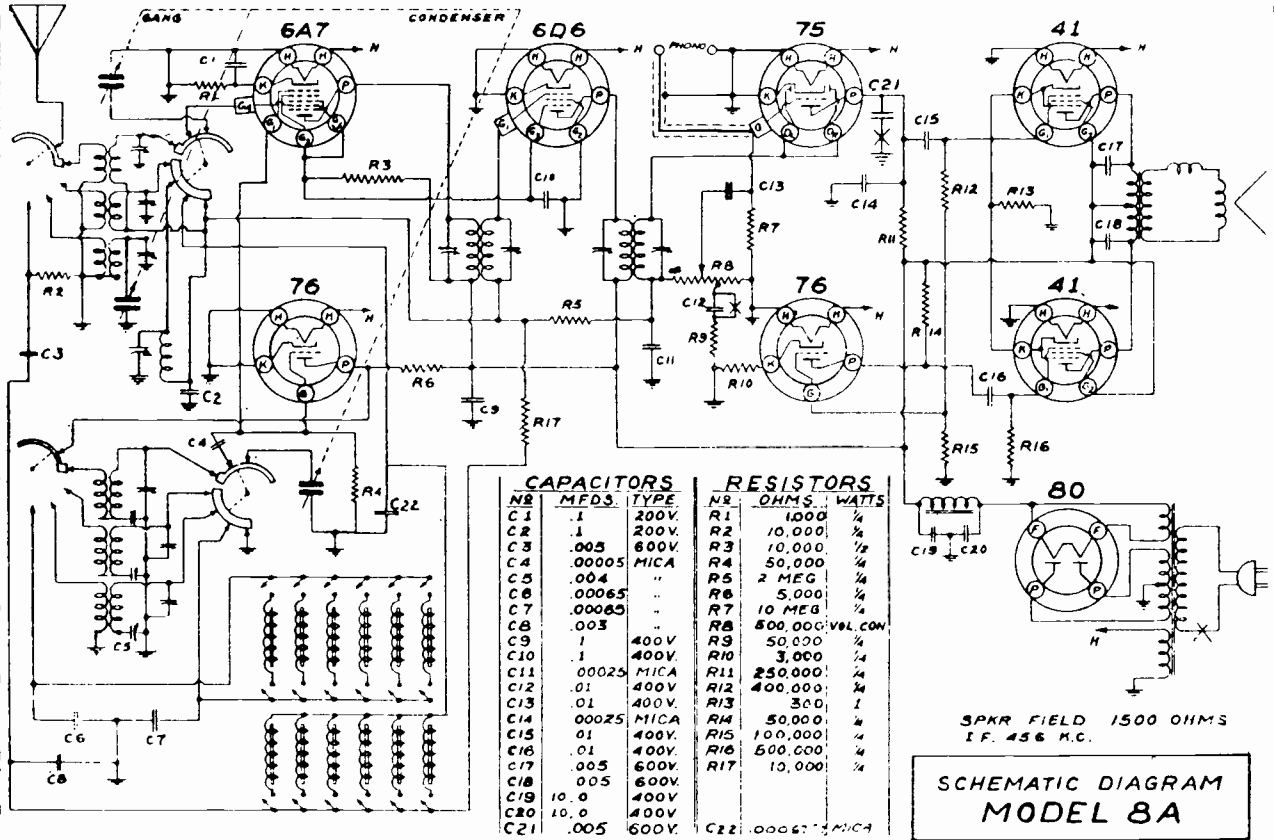 GANG
CONDENSER
6A7
6D6
75
41
PHONO
H
H
H
H
C1
R1
C21
C15
C17
R3
C10
C13
R12
R13
C14
C18
R7
R11
R2
R8
76
76
41
C12
R5
R14
C3
R9
C11
C2
R6
R10
C16
C9
R17
C4
R15
R16
R4
C22
80
C19
C20
C5
C6
C7
C8
H
CAPACITORS
Nº MFDS. TYPE
C1 .1 200V.
C2 .1 200V.
C3 .005 600V.
C4 .00005 MICA
C5 .004 "
C6 .00065 "
C7 .00065 "
C8 .003 "
C9 1 400V.
C10 .1 400V.
C11 00025 MICA
C12 .01 400V.
C13 .01 400V.
C14 00025 MICA
C15 01 400V.
C16 .01 400V.
C17 .005 600V.
C18 005 600V.
C19 10.0 400V
C20 10.0 400V
C21 .005 600V.
RESISTORS
Nº OHMS WATTS
R1 1,000 ¼
R2 10,000 ¼
R3 10,000 ½
R4 50,000 ¼
R5 2 MEG ¼
R6 5,000 ¼
R7 10 MEG ¼
R8 500,000 VOL.CON
R9 50,000 ¼
R10 3,000 ¼
R11 250,000 ¼
R12 400,000 ¼
R13 300 1
R14 50,000 ¼
R15 100,000 ¼
R16 500,000 ¼
R17 10,000 ¼
C22 MICA
SPKR FIELD 1500 OHMS
I.F. 456 K.C.
SCHEMATIC DIAGRAM
MODEL 8A